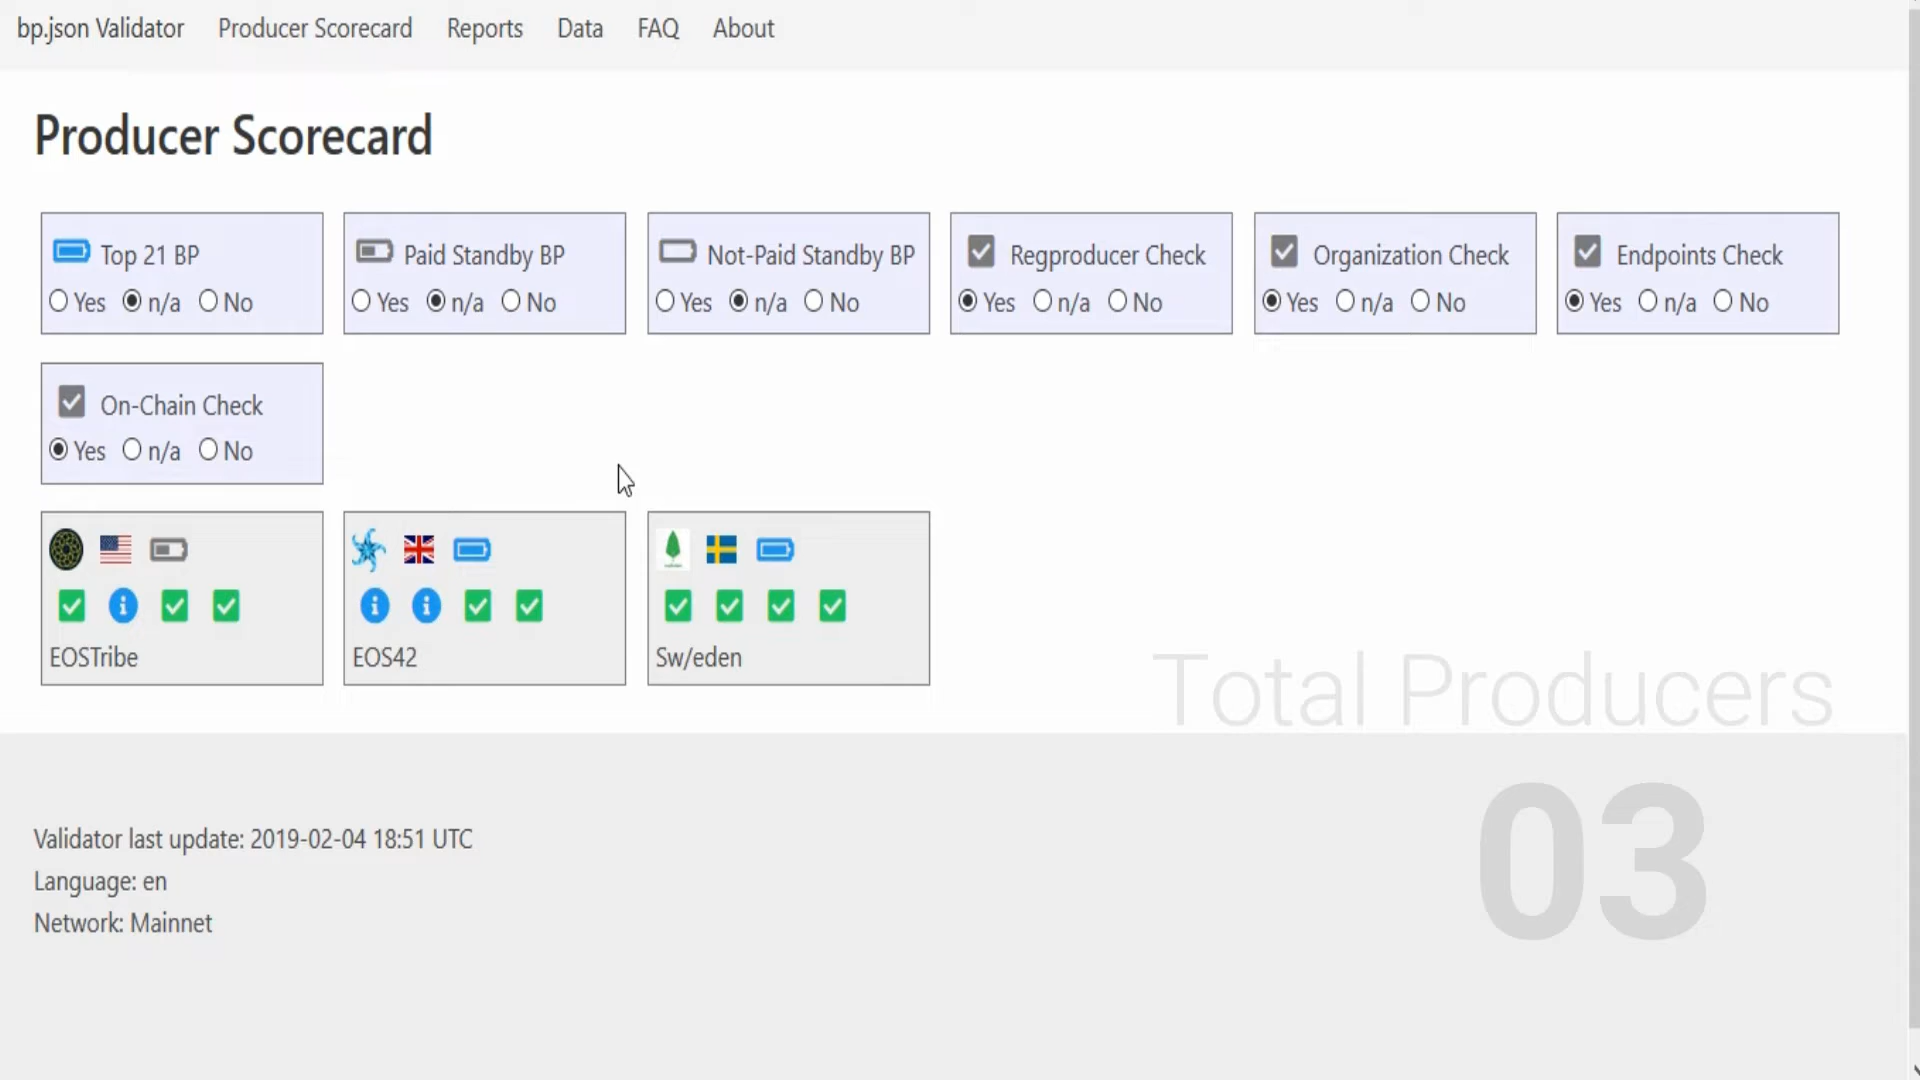 bp.json Validator Producer Scorecard Reports Data FAQ About
Producer Scorecard
Top 21 BP
Yes n/a No
Paid Standby BP
Yes n/a No
Not-Paid Standby BP
Yes n/a No
Regproducer Check
Yes n/a No
Organization Check
Yes n/a No
Endpoints Check
Yes n/a No
On-Chain Check
Yes n/a No
EOSTribe
EOS42
Sw/eden
Total Producers
03
Validator last update: 2019-02-04 18:51 UTC
Language: en
Network: Mainnet